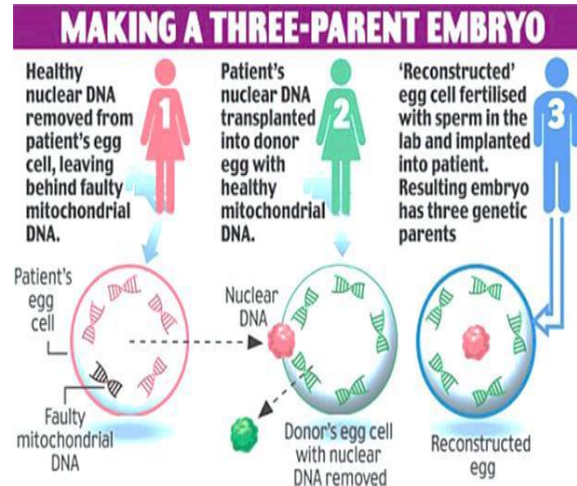 MAKING A THREE-PARENT EMBRYO
1
Healthy
nuclear DNA
removed from
patient's egg
cell, leaving
behind faulty
mitochondrial
DNA.
2
Patient's
nuclear DNA
transplanted
into donor
egg with
healthy
mitochondrial
DNA.
3
'Reconstructed'
egg cell fertilised
with sperm in the
lab and implanted
into patient.
Resulting embryo
has three genetic
parents
Patient's
egg
cell
Faulty
mitochondrial
DNA
Nuclear
DNA
Donor's egg cell
with nuclear
DNA removed
Reconstructed
egg